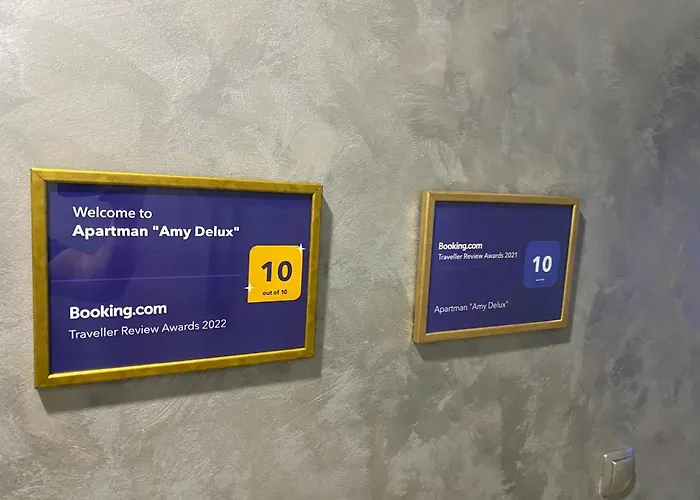 Welcome to
Apartman "Amy Delux"
10
out of 10
Booking.com
Traveller Review Awards 2022
Booking.com
Traveller Review Awards 2021
10
Apartman "Amy Delux"